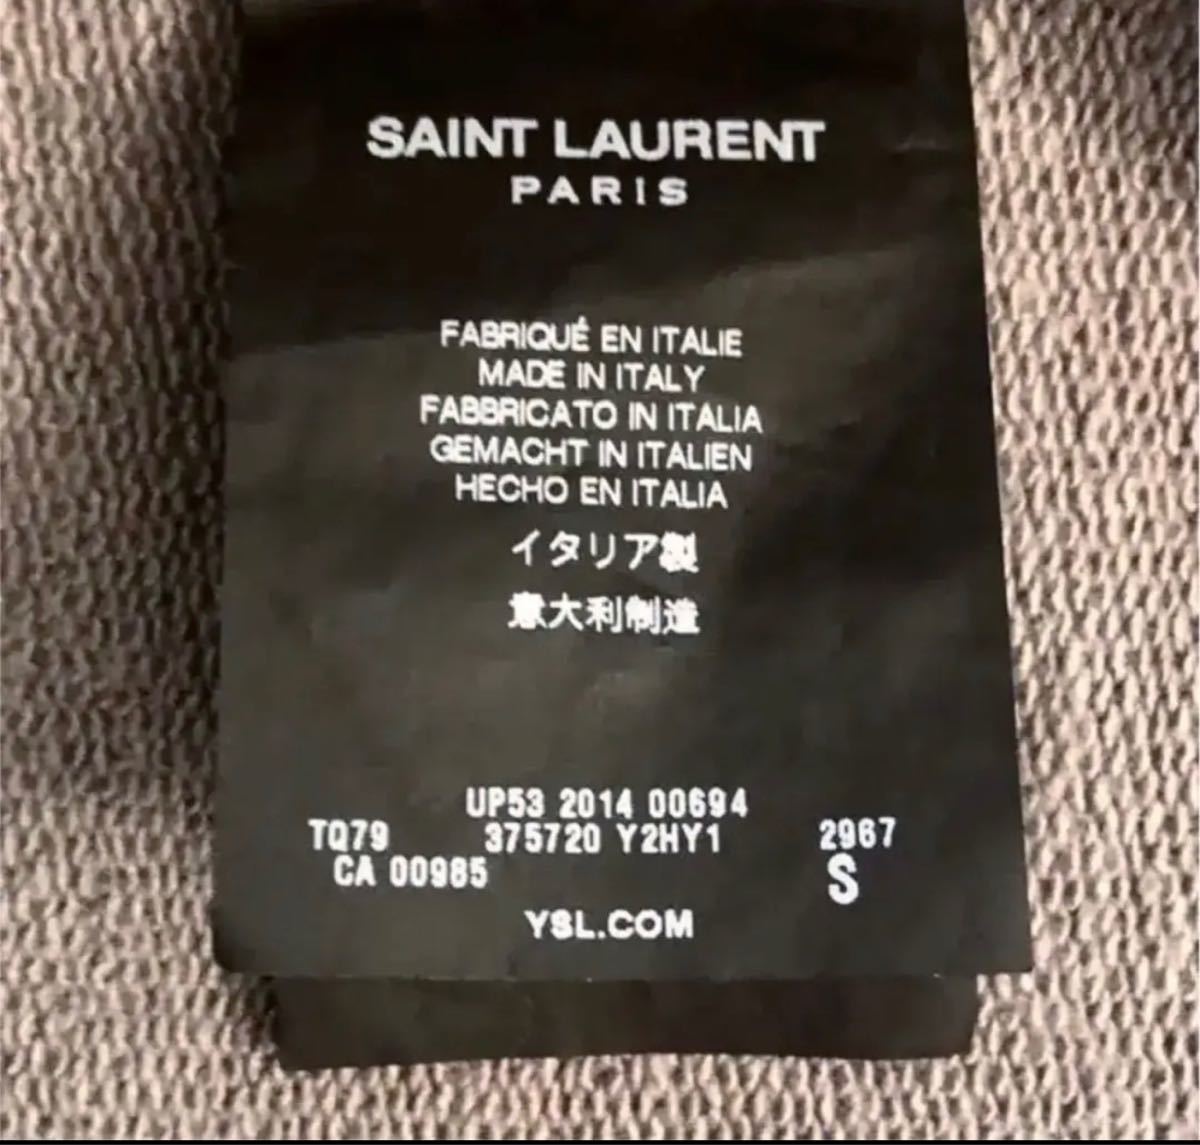 SAINT LAURENT
PARIS
FABRIQUÉ EN ITALIE
MADE IN ITALY
FABBRICATO IN ITALIA
GEMACHT IN ITALIEN
HECHO EN ITALIA
イタリア製
意大利制造
UP53 2014 00694
TQ79 375720 Y2HY1 2967
CA 00985 S
YSL.COM